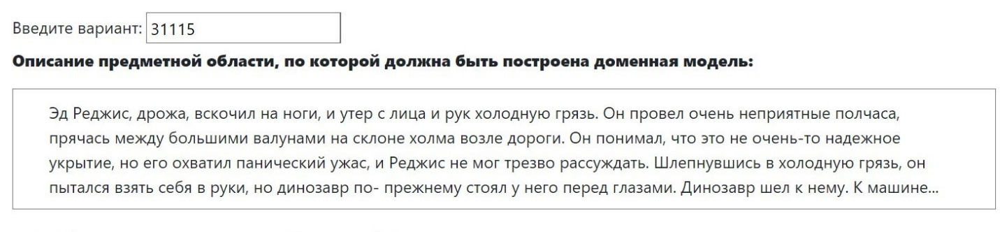 Введите вариант: 31115
Описание предметной области, по которой должна быть построена доменная модель:
Эд Реджис, дрожа, вскочил на ноги, и утер с лица и рук холодную грязь. Он провел очень неприятные полчаса,
прячась между большими валунами на склоне холма возле дороги. Он понимал, что это не очень-то надежное
укрытие, но его охватил панический ужас, и Реджис не мог трезво рассуждать. Шлепнувшись в холодную грязь, он
пытался взять себя в руки, но динозавр по- прежнему стоял у него перед глазами. Динозавр шел к нему. К машине...